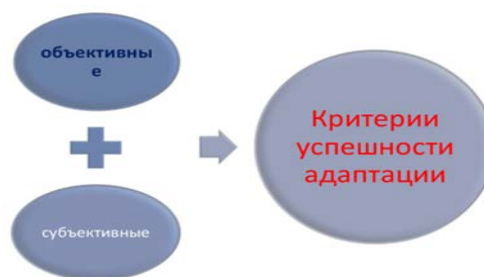 объективны
е
субъективные
Критерии
успешности
адаптации